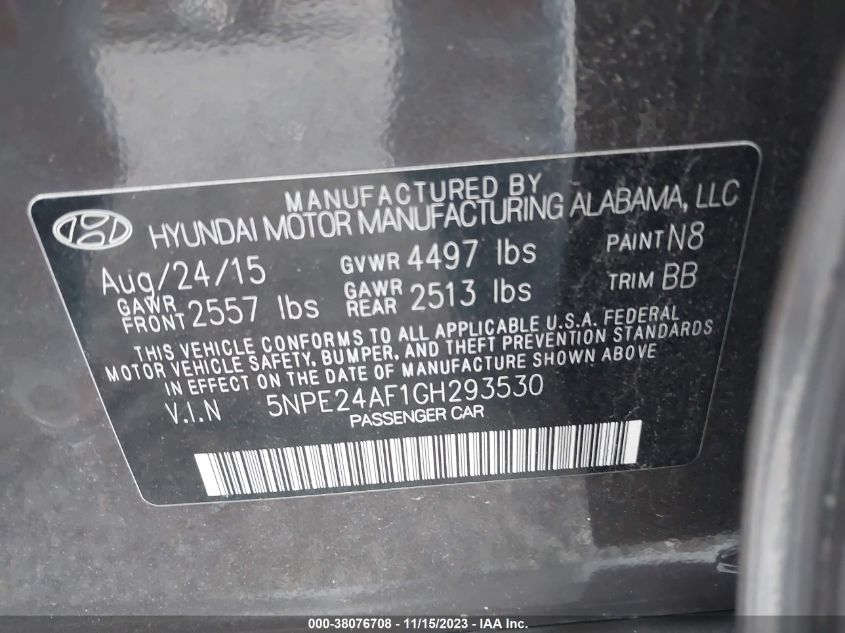 MANUFACTURED BY
HYUNDAI MOTOR MANUFACTURING ALABAMA, LLC
Aug/24/15 GVWR 4497 lbs PAINT N8
GAWR FRONT 2557 lbs GAWR REAR 2513 lbs TRIM BB
THIS VEHICLE CONFORMS TO ALL APPLICABLE U.S.A. FEDERAL
MOTOR VEHICLE SAFETY, BUMPER, AND THEFT PREVENTION STANDARDS
IN EFFECT ON THE DATE OF MANUFACTURE SHOWN ABOVE
V.I.N 5NPE24AF1GH293530
PASSENGER CAR
000-38076708 - 11/15/2023 - IAA Inc.